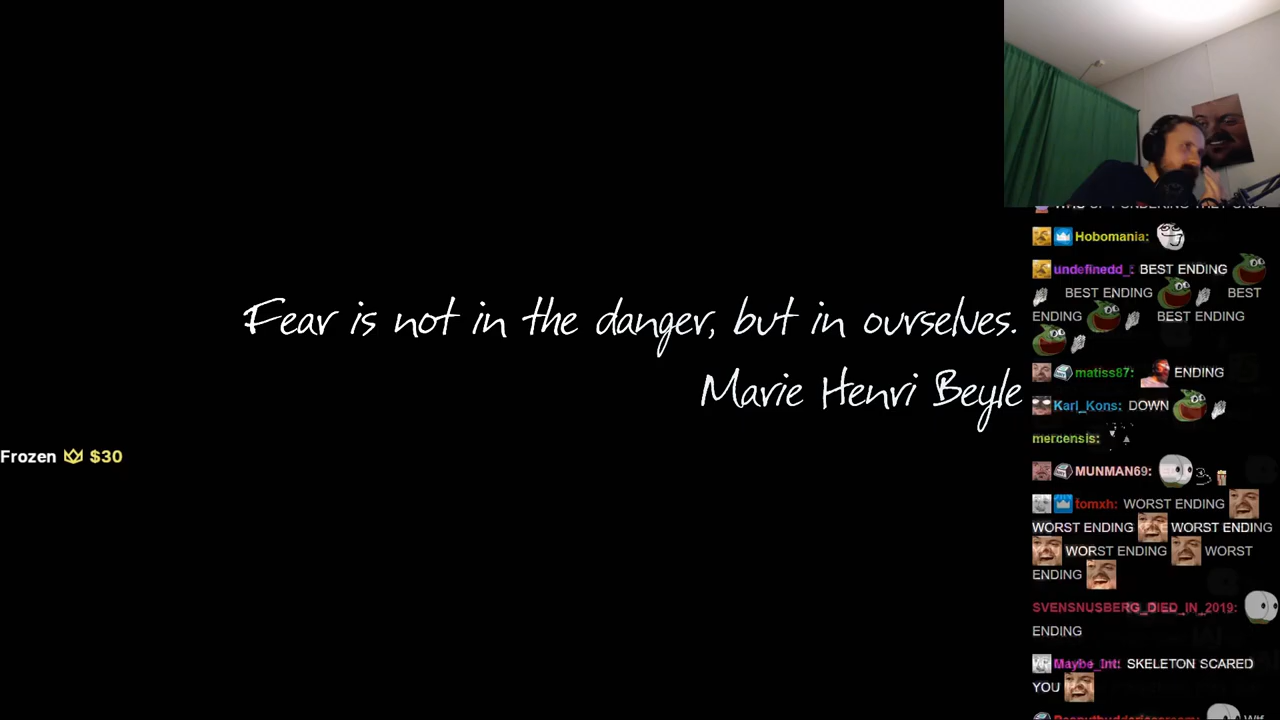 Fear is not in the danger, but in ourselves.
Marie Henri Beyle
Frozen $30
Hobomania:
undefinedd_: BEST ENDING
BEST ENDING BEST
ENDING BEST ENDING
matiss87: ENDING
Karl_Kons: DOWN
mercensis:
MUNMAN69:
tomxh: WORST ENDING
WORST ENDING WORST ENDING
WORST ENDING WORST
ENDING
SVENSNUSBERG_DIED_IN_2019:
ENDING
Maybe_Int: SKELETON SCARED
YOU